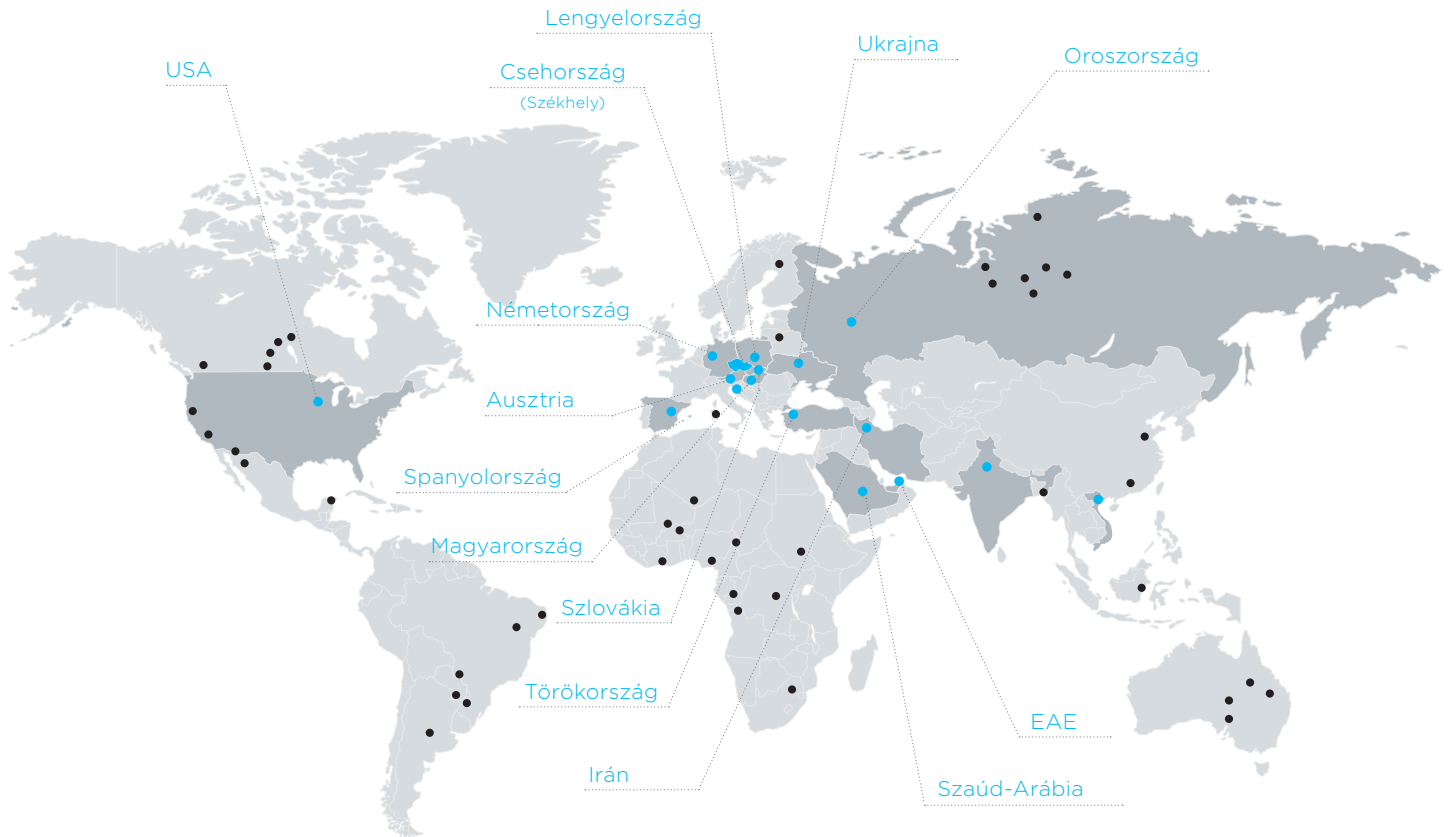 Lengyelország
Ukrajna
Oroszország
USA
Csehország
(Székhely)
Németország
Ausztria
Spanyolország
Magyarország
Szlovákia
Törökország
EAE
Irán
Szaúd-Arábia